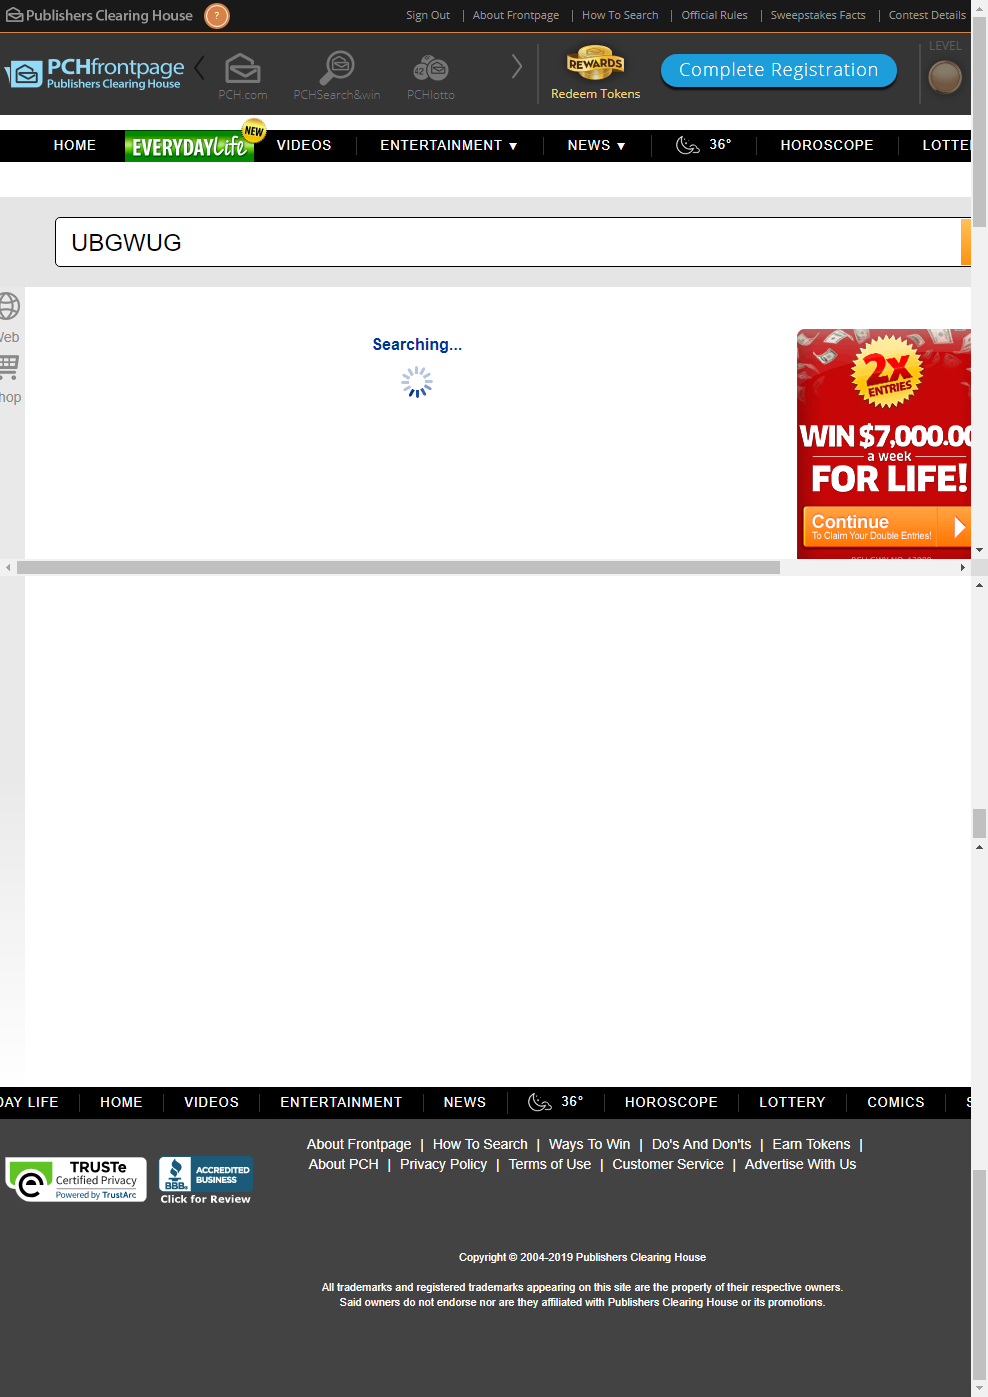 Publishers Clearing House ?
Sign Out | About Frontpage | How To Search | Official Rules | Sweepstakes Facts | Contest Details
PCHfrontpage
Publishers Clearing House
PCH.com
PCHSearch&win
42
PCHlotto
REWARDS
Redeem Tokens
Complete Registration
LEVEL
HOME
EVERYDAY Life
NEW
VIDEOS
ENTERTAINMENT ▼
NEWS ▼
36°
HOROSCOPE
LOTTE
UBGWUG
Web
Shop
Searching...
2X
ENTRIES
WIN $7,000.00
a week
FOR LIFE!
Continue
To Claim Your Double Entries!
DAY LIFE HOME VIDEOS ENTERTAINMENT NEWS 36° HOROSCOPE LOTTERY COMICS S
About Frontpage | How To Search | Ways To Win | Do's And Don'ts | Earn Tokens |
About PCH | Privacy Policy | Terms of Use | Customer Service | Advertise With Us
TRUSTe
Certified Privacy
Powered by TrustArc
BBB.
ACCREDITED
BUSINESS
Click for Review
Copyright © 2004-2019 Publishers Clearing House
All trademarks and registered trademarks appearing on this site are the property of their respective owners.
Said owners do not endorse nor are they affiliated with Publishers Clearing House or its promotions.